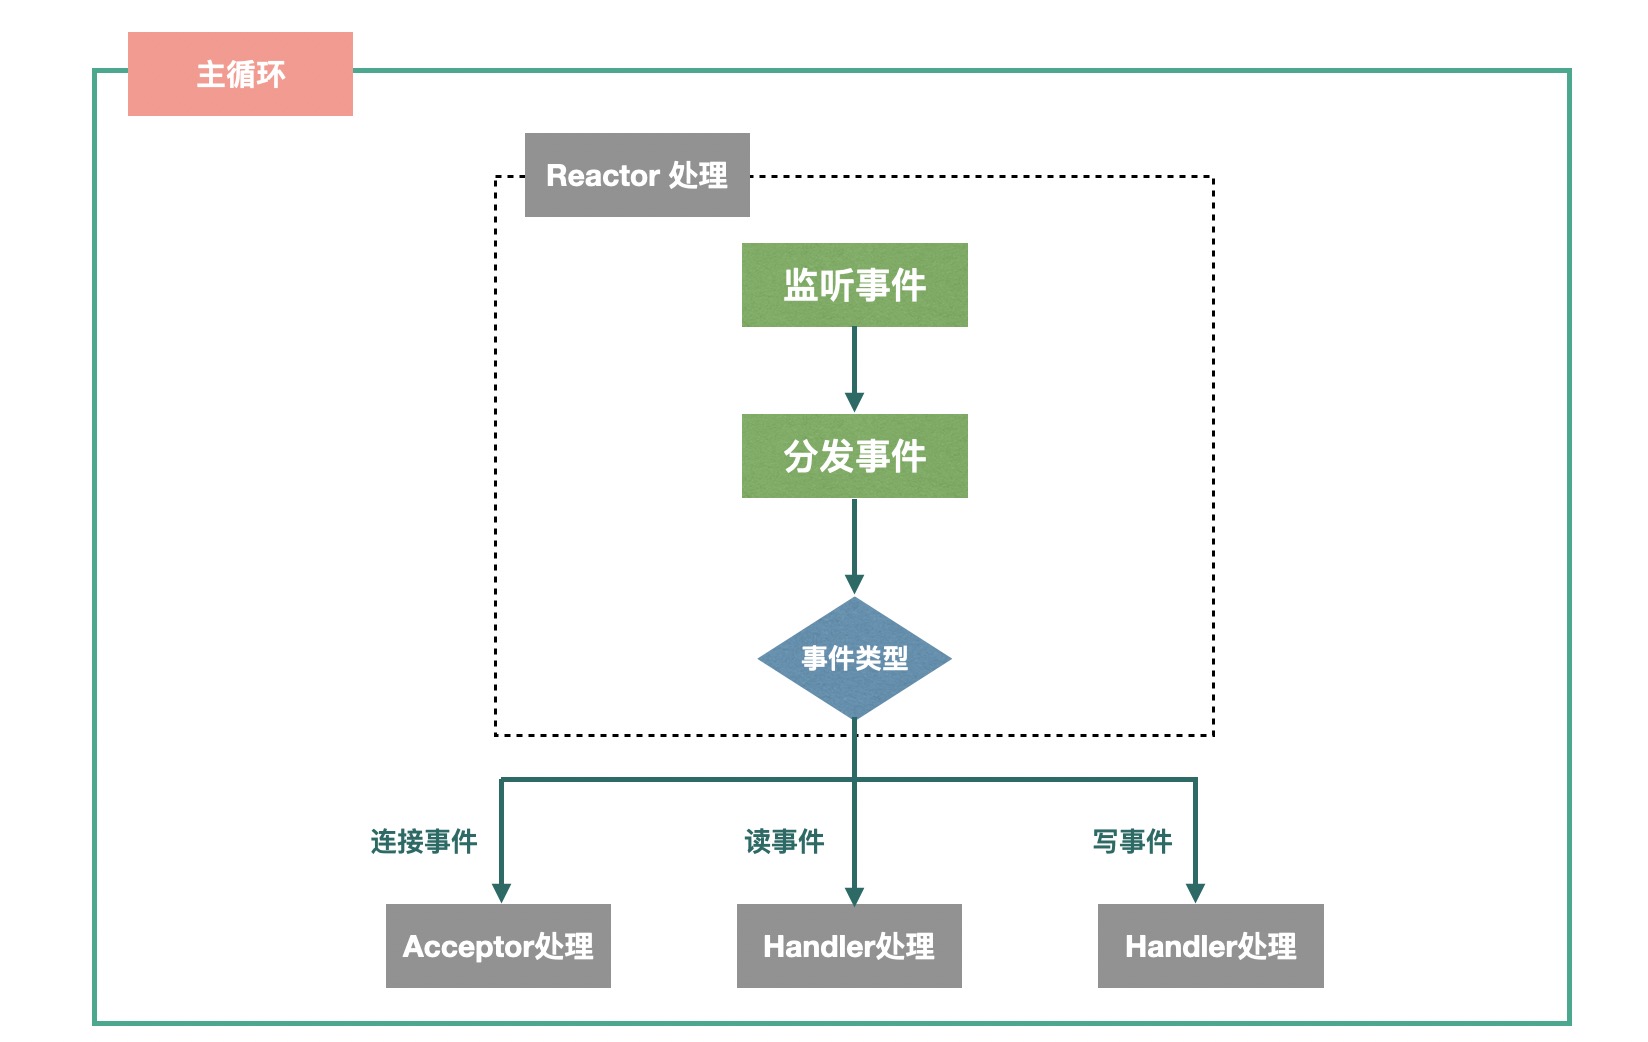 主循环
Reactor 处理
监听事件
分发事件
事件类型
连接事件
读事件
写事件
Acceptor处理
Handler处理
Handler处理